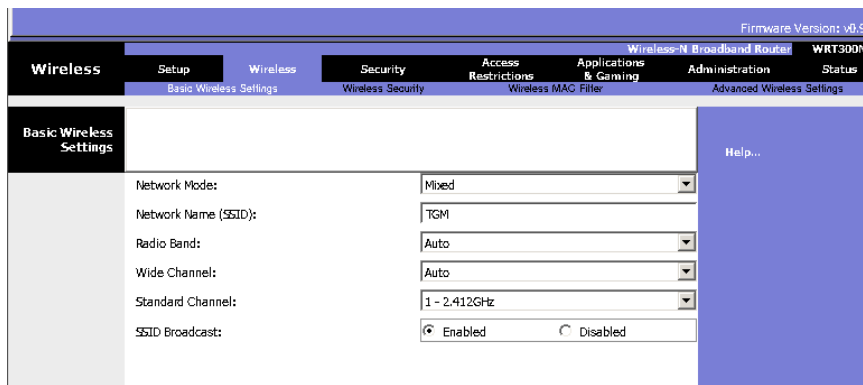 Firmware Version: v0.9
Wireless-N Broadband Router WRT300N
Wireless
Setup Wireless Security Access Restrictions Applications & Gaming Administration Status
Basic Wireless Settings Wireless Security Wireless MAC Filter Advanced Wireless Settings
Basic Wireless Settings
Help...
Network Mode: Mixed
Network Name (SSID): TGM
Radio Band: Auto
Wide Channel: Auto
Standard Channel: 1 - 2.412GHz
SSID Broadcast: Enabled Disabled